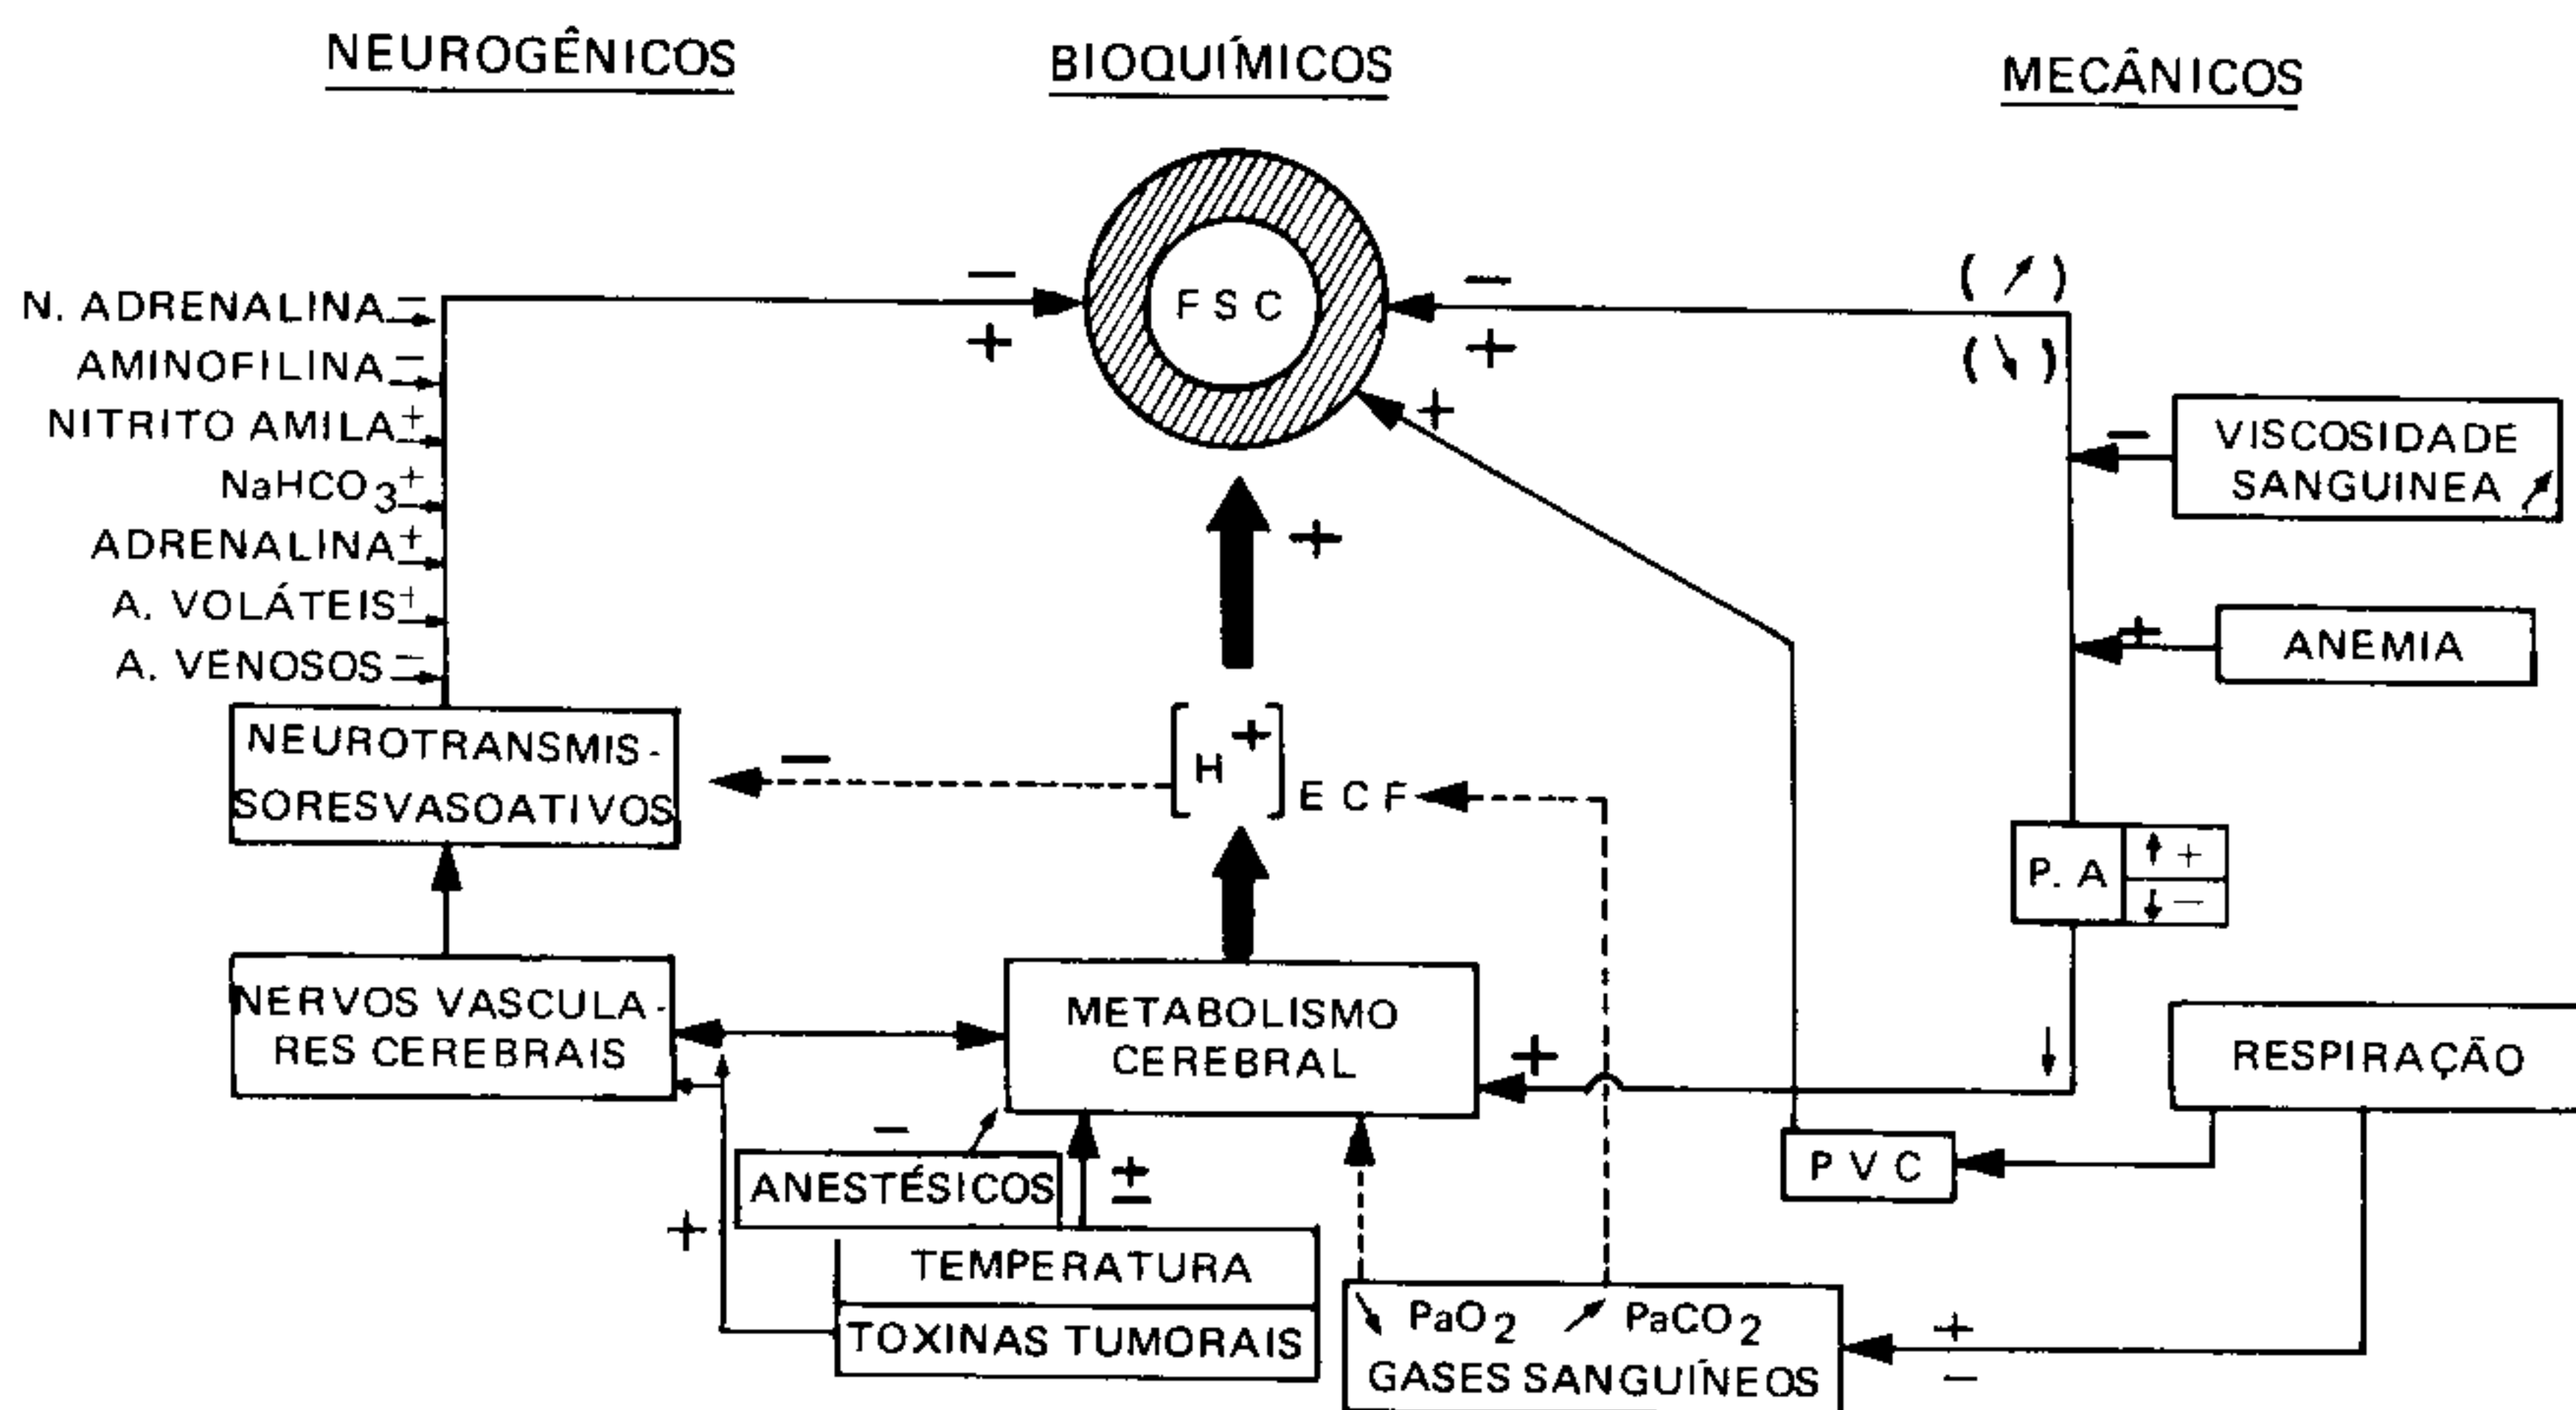 NEUROGÊNICOS
BIOQUÍMICOS
MECÂNICOS
FSC
− +
− +
( ↗ )
( ↘ )
+
+
N. ADRENALINA −
AMINOFILINA −
NITRITO AMILA +
NaHCO3 +
ADRENALINA +
A. VOLÁTEIS +
A. VENOSOS −
VISCOSIDADE
SANGUINEA ↗
−
ANEMIA
+
NEUROTRANSMIS-
SORESVASOATIVOS
−
[H+] ECF
P. A
↑ +
↓ −
NERVOS VASCULA-
RES CEREBRAIS
METABOLISMO
CEREBRAL
+
↓
RESPIRAÇÃO
PVC
−
ANESTÉSICOS
±
+
TEMPERATURA
TOXINAS TUMORAIS
↘ PaO2 ↗ PaCO2
GASES SANGUÍNEOS
+
−